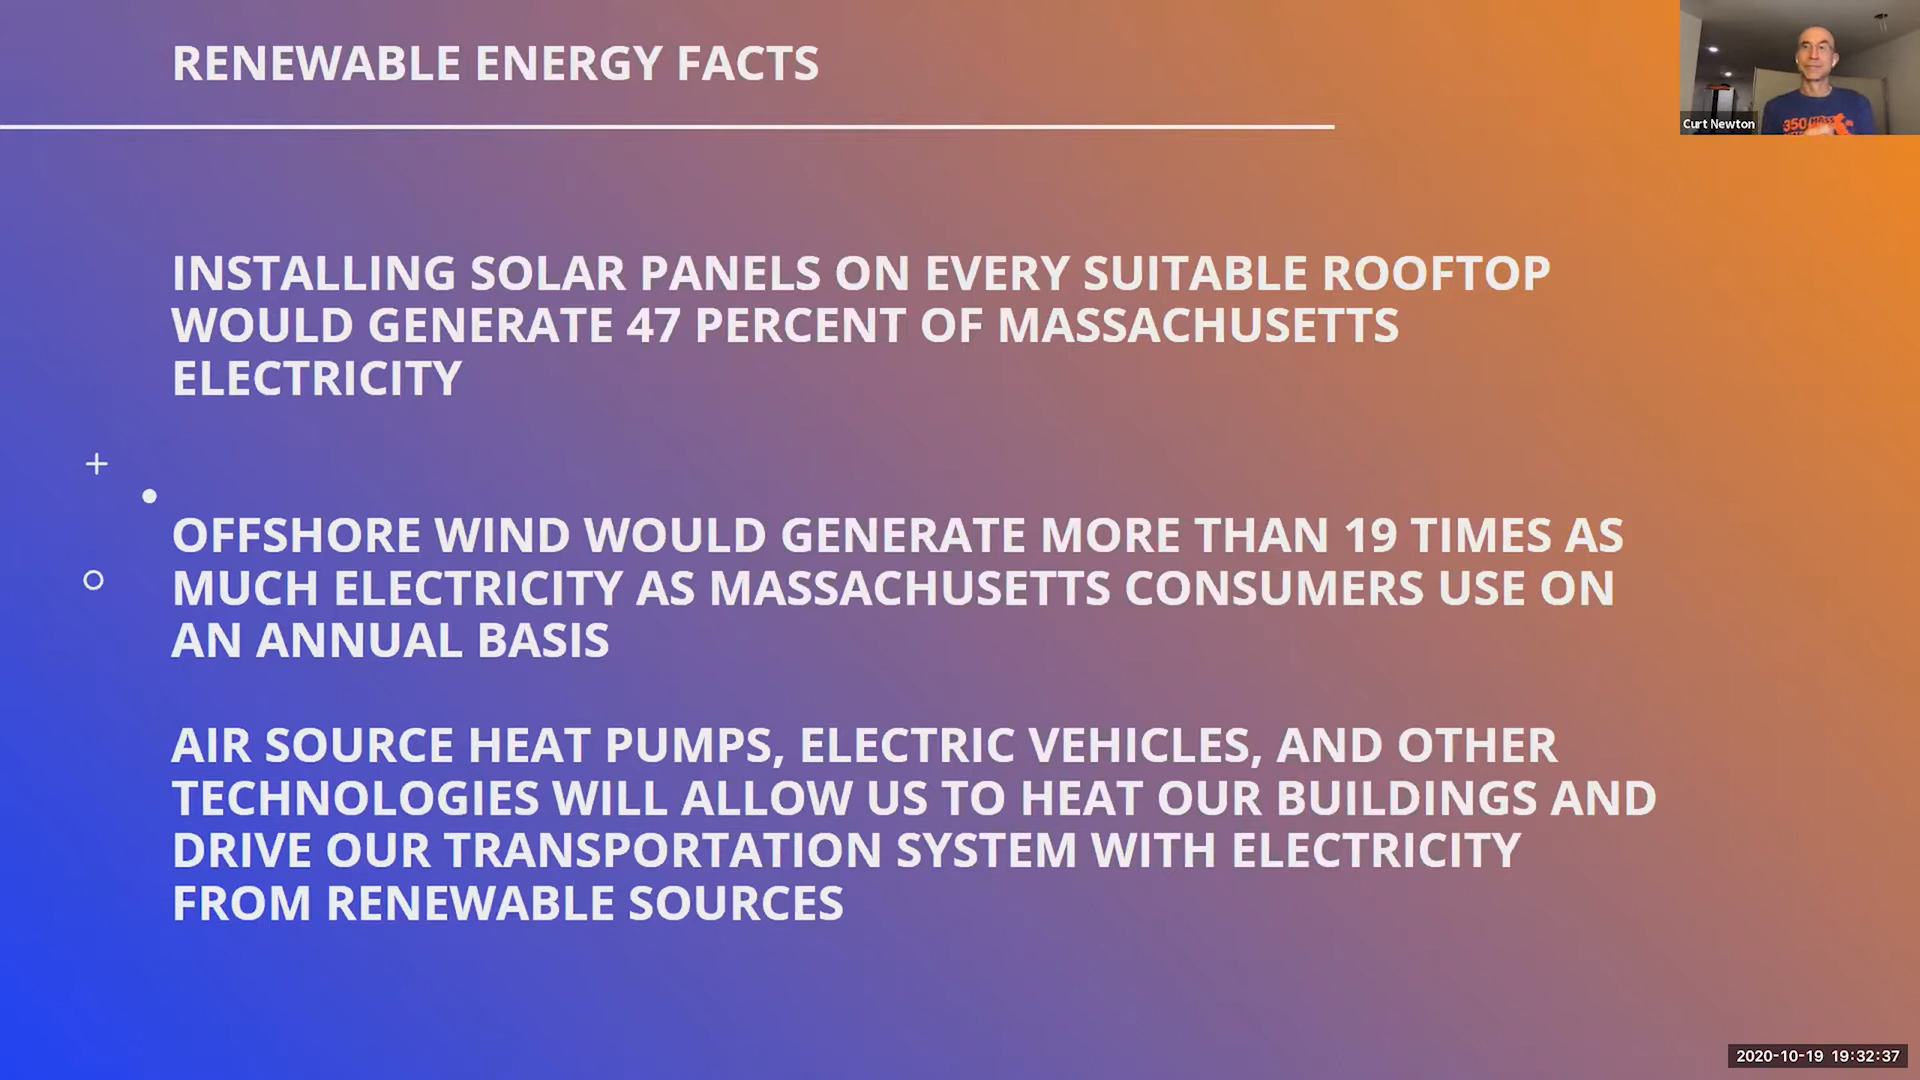 RENEWABLE ENERGY FACTS
Curt Newton
350 MASS
INSTALLING SOLAR PANELS ON EVERY SUITABLE ROOFTOP
WOULD GENERATE 47 PERCENT OF MASSACHUSETTS
ELECTRICITY
OFFSHORE WIND WOULD GENERATE MORE THAN 19 TIMES AS
MUCH ELECTRICITY AS MASSACHUSETTS CONSUMERS USE ON
AN ANNUAL BASIS
AIR SOURCE HEAT PUMPS, ELECTRIC VEHICLES, AND OTHER
TECHNOLOGIES WILL ALLOW US TO HEAT OUR BUILDINGS AND
DRIVE OUR TRANSPORTATION SYSTEM WITH ELECTRICITY
FROM RENEWABLE SOURCES
2020-10-19 19:32:37